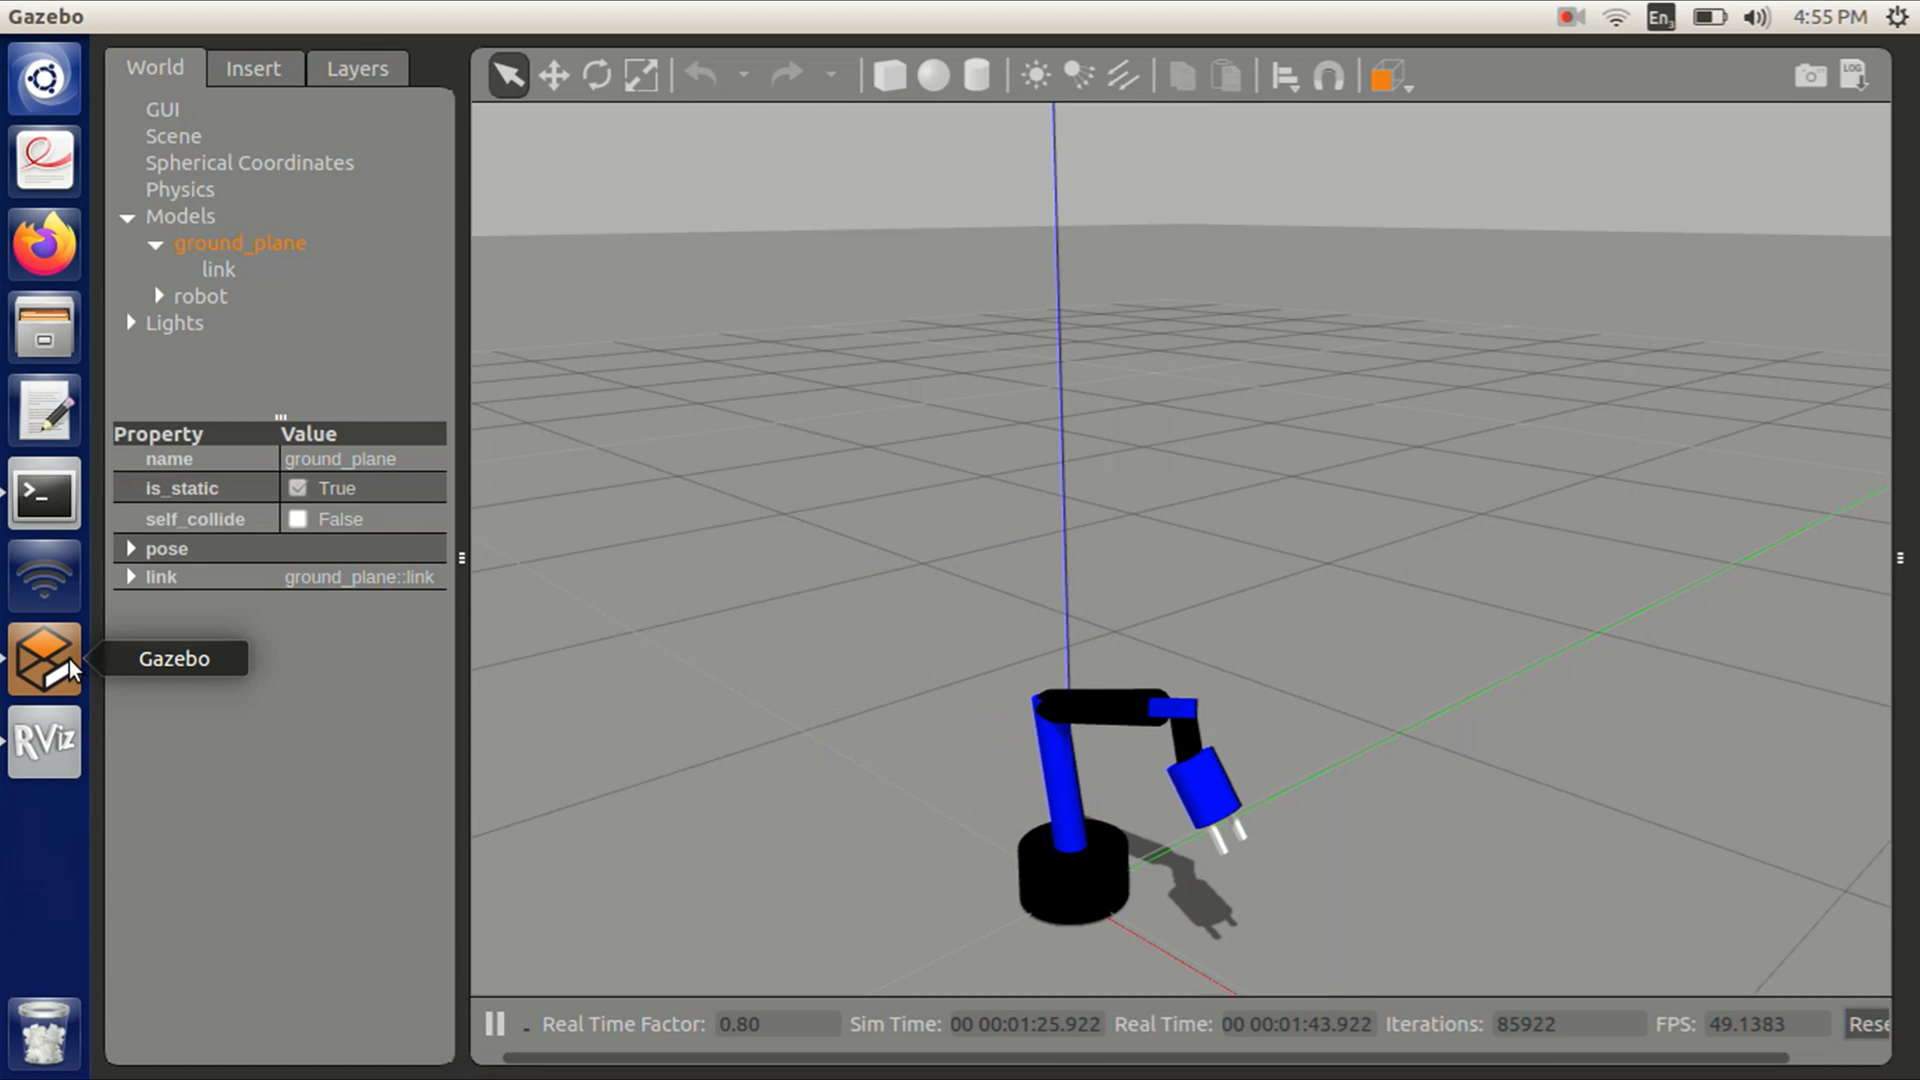 Gazebo
En3
4:55 PM
World Insert Layers
LOG
GUI
Scene
Spherical Coordinates
Physics
Models
ground_plane
link
robot
Lights
Property Value
name ground_plane
is_static True
self_collide False
pose
link ground_plane::link
Gazebo
RViz
Real Time Factor: 0.80 Sim Time: 00 00:01:25.922 Real Time: 00 00:01:43.922 Iterations: 85922 FPS: 49.1383 Rese